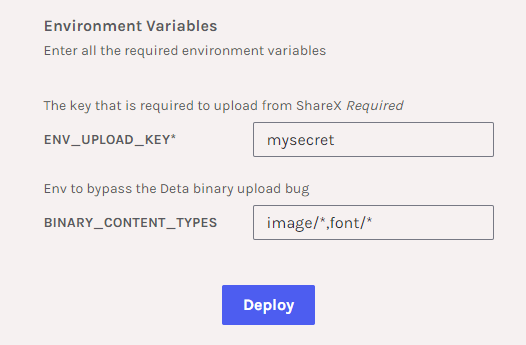 Environment Variables
Enter all the required environment variables
The key that is required to upload from ShareX Required
ENV_UPLOAD_KEY* mysecret
Env to bypass the Deta binary upload bug
BINARY_CONTENT_TYPES image/*,font/*
Deploy